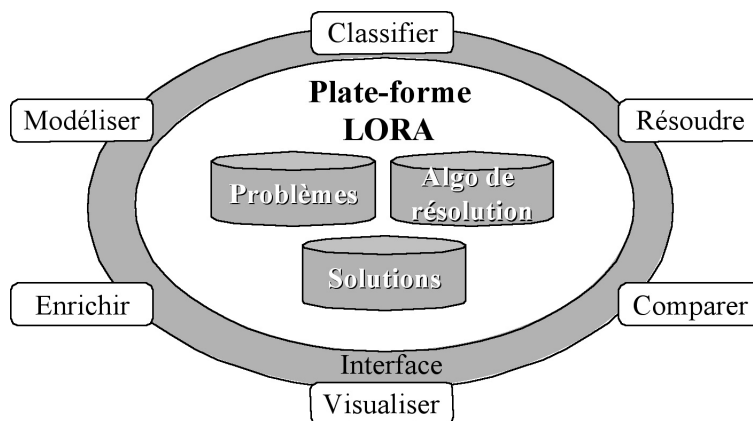 Classifier
Plate-forme
LORA
Modéliser
Résoudre
Problèmes
Algo de
résolution
Solutions
Enrichir
Comparer
Interface
Visualiser